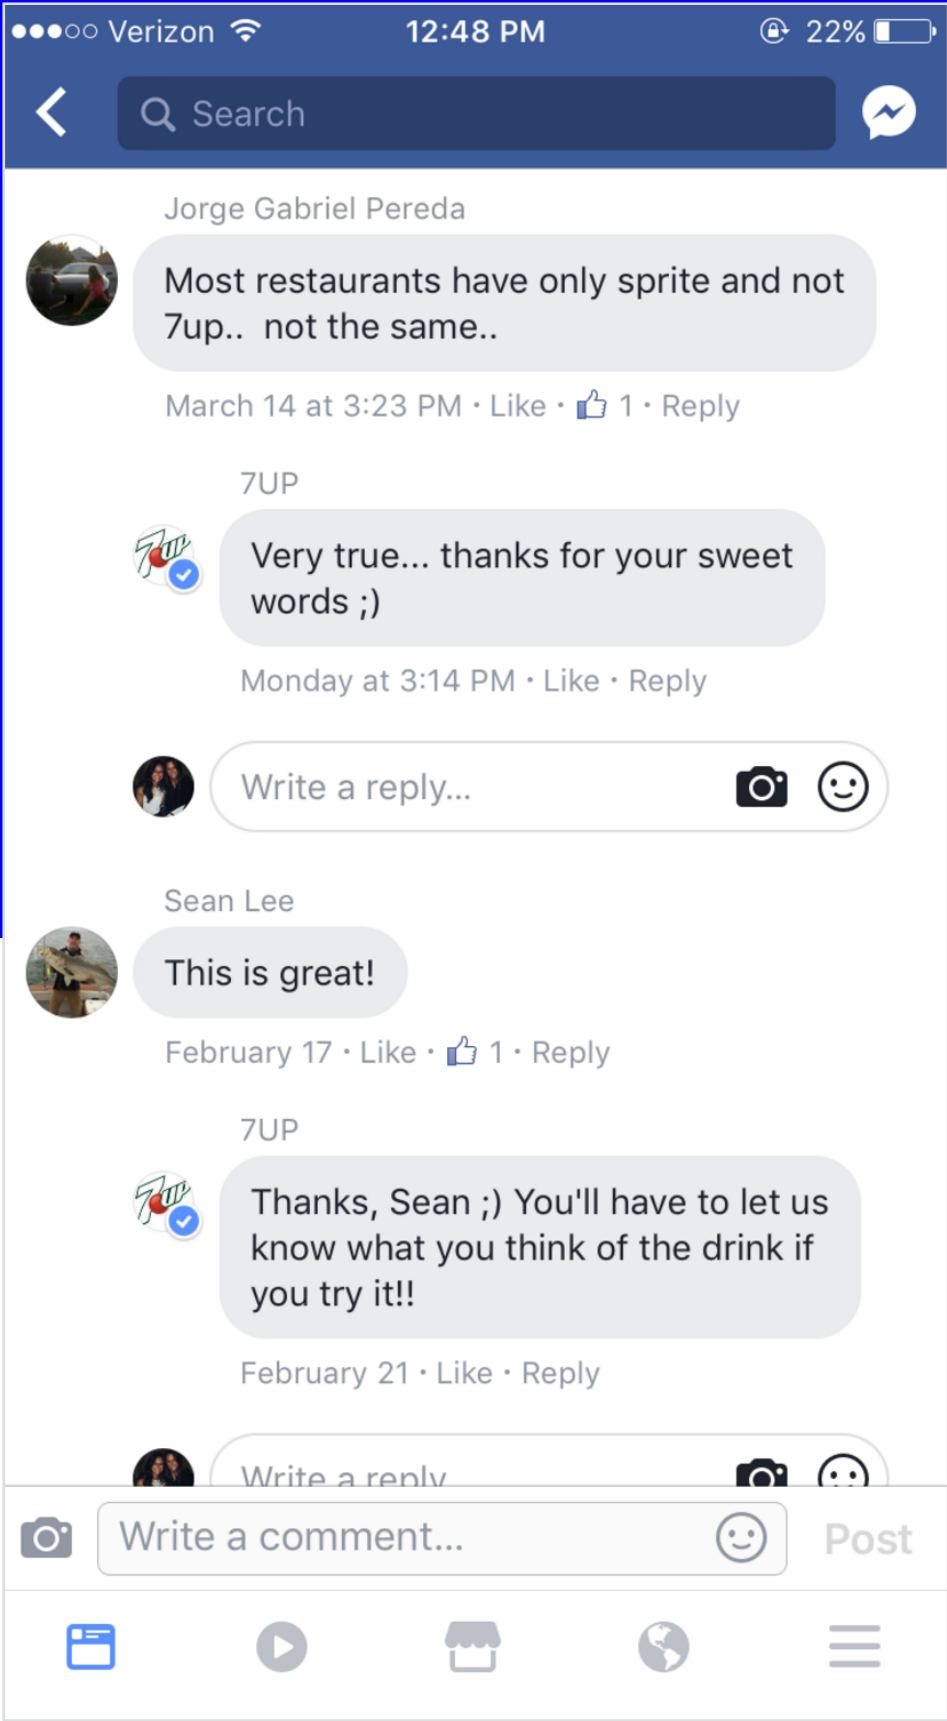 Verizon 12:48 PM 22%
Search
Jorge Gabriel Pereda
Most restaurants have only sprite and not
7up.. not the same..
March 14 at 3:23 PM · Like · 1 · Reply
7UP
7UP
Very true... thanks for your sweet
words ;)
Monday at 3:14 PM · Like · Reply
Write a reply...
Sean Lee
This is great!
February 17 · Like · 1 · Reply
7UP
7UP
Thanks, Sean ;) You'll have to let us
know what you think of the drink if
you try it!!
February 21 · Like · Reply
Write a reply
Write a comment... Post